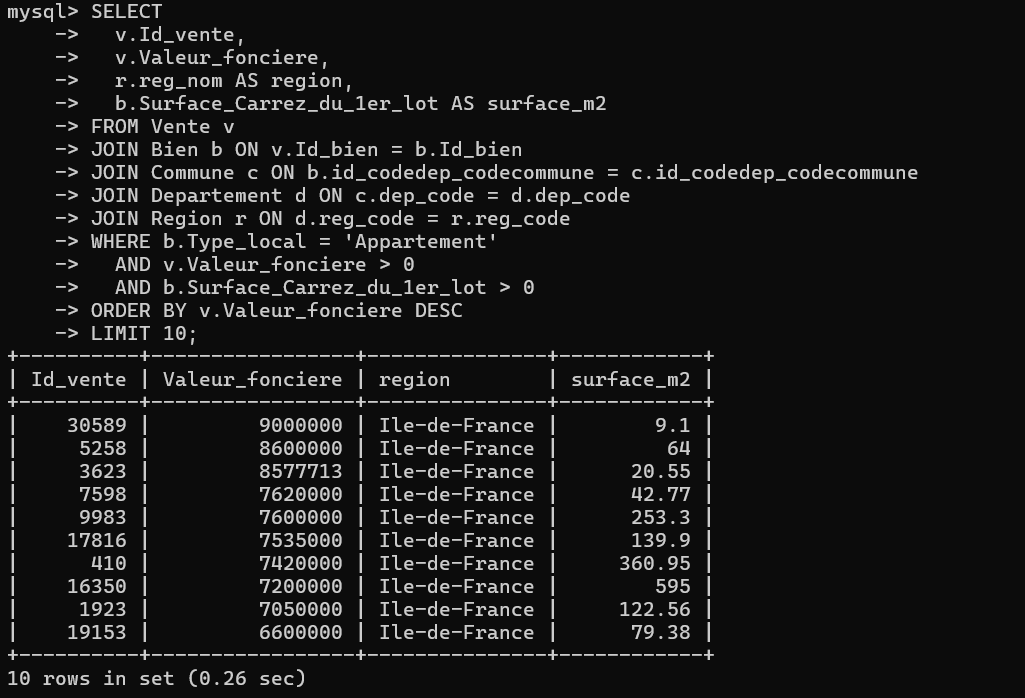 mysql> SELECT
    ->   v.Id_vente,
    ->   v.Valeur_fonciere,
    ->   r.reg_nom AS region,
    ->   b.Surface_Carrez_du_1er_lot AS surface_m2
    -> FROM Vente v
    -> JOIN Bien b ON v.Id_bien = b.Id_bien
    -> JOIN Commune c ON b.id_codedep_codecommune = c.id_codedep_codecommune
    -> JOIN Departement d ON c.dep_code = d.dep_code
    -> JOIN Region r ON d.reg_code = r.reg_code
    -> WHERE b.Type_local = 'Appartement'
    ->   AND v.Valeur_fonciere > 0
    ->   AND b.Surface_Carrez_du_1er_lot > 0
    -> ORDER BY v.Valeur_fonciere DESC
    -> LIMIT 10;
+----------+-----------------+---------------+------------+
| Id_vente | Valeur_fonciere | region        | surface_m2 |
+----------+-----------------+---------------+------------+
|    30589 |         9000000 | Ile-de-France |        9.1 |
|     5258 |         8600000 | Ile-de-France |         64 |
|     3623 |         8577713 | Ile-de-France |      20.55 |
|     7598 |         7620000 | Ile-de-France |      42.77 |
|     9983 |         7600000 | Ile-de-France |      253.3 |
|    17816 |         7535000 | Ile-de-France |      139.9 |
|      410 |         7420000 | Ile-de-France |     360.95 |
|    16350 |         7200000 | Ile-de-France |        595 |
|     1923 |         7050000 | Ile-de-France |     122.56 |
|    19153 |         6600000 | Ile-de-France |      79.38 |
+----------+-----------------+---------------+------------+
10 rows in set (0.26 sec)